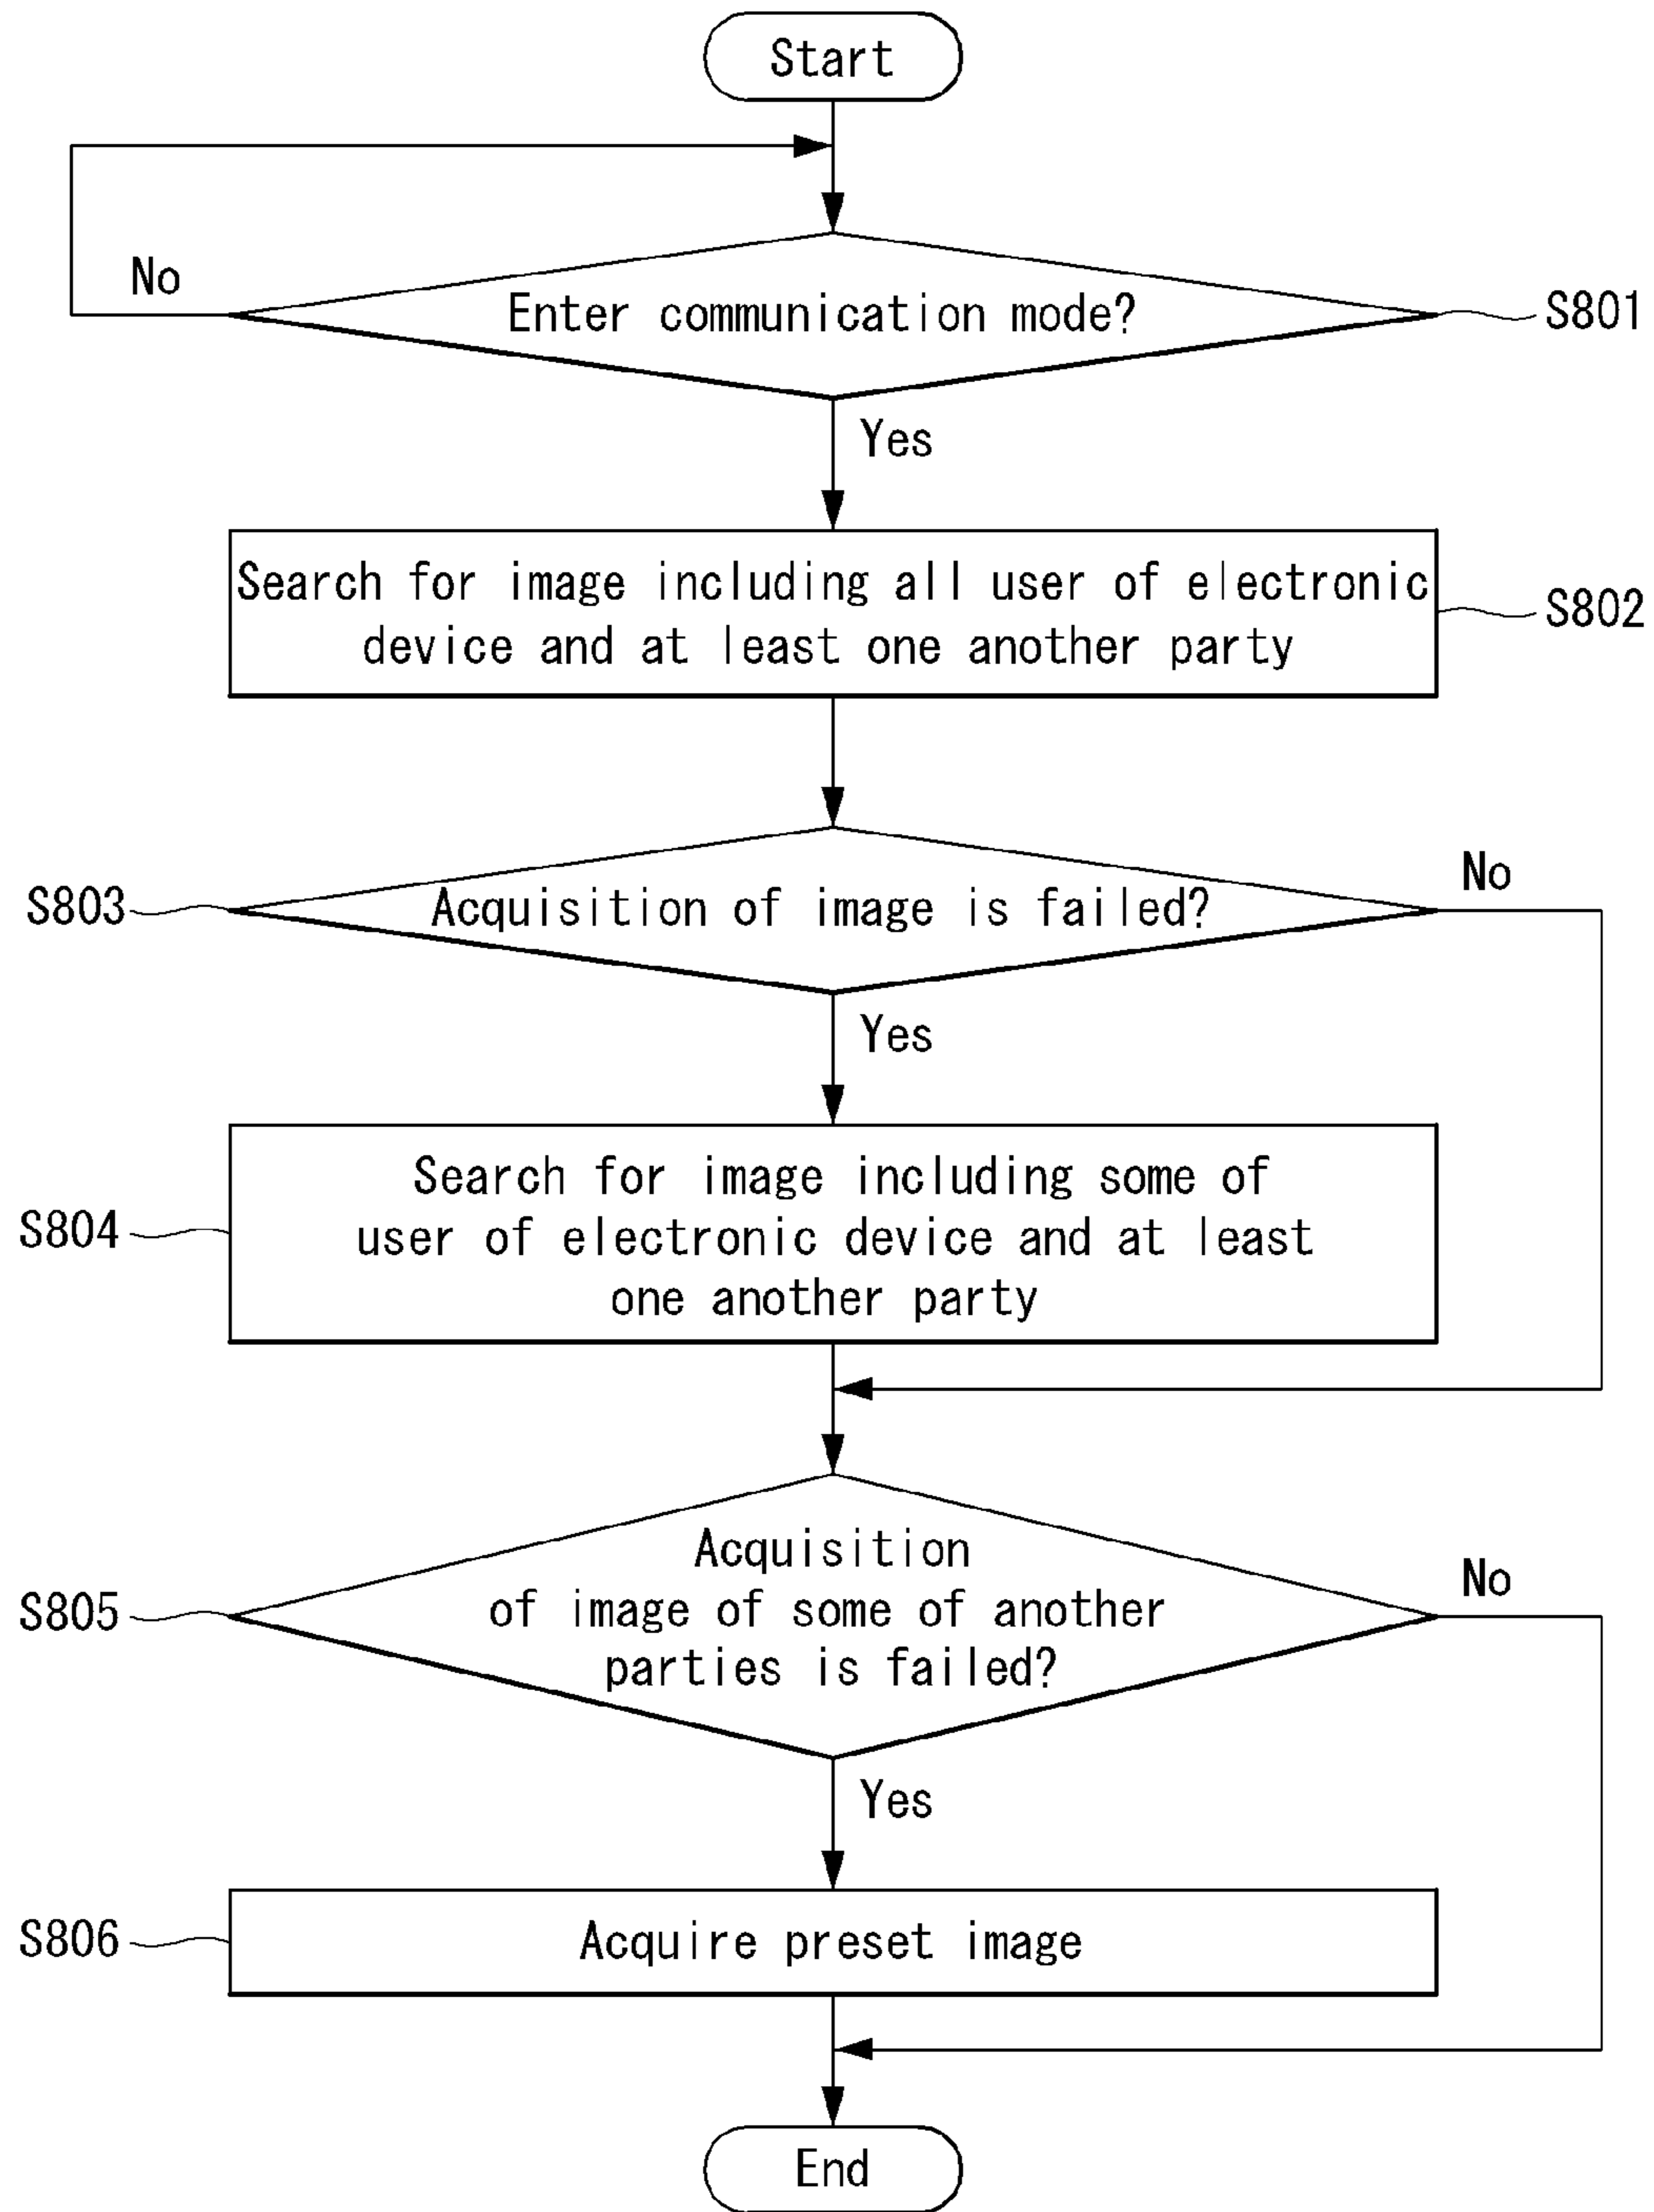 Start
No
Enter communication mode?
S801
Yes
Search for image including all user of electronic
device and at least one another party
S802
No
S803
Acquisition of image is failed?
Yes
Search for image including some of
S804
user of electronic device and at least
one another party
Acquisition
No
S805
of image of some of another
parties is failed?
Yes
S806
Acquire preset image
End